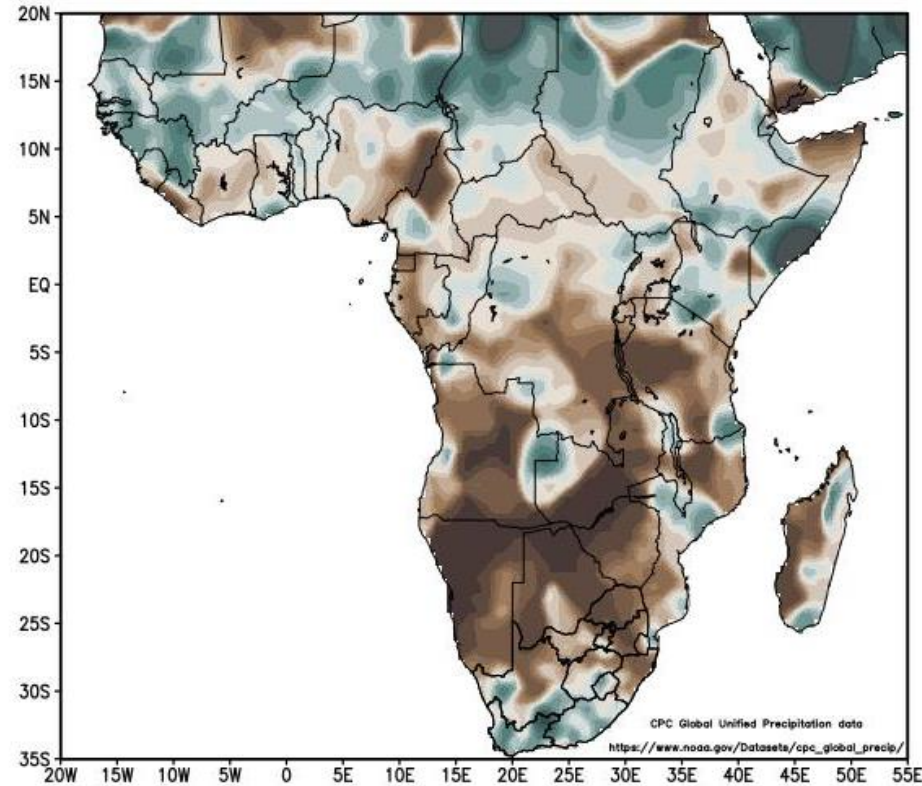 20N
15N
10N
5N
EQ
5S
10S
15S
20S
25S
30S
35S
CPC Global Unified Precipitation data
https://www.noaa.gov/Datasets/cpc_global_precip/
20W 15W 10W 5W 0 5E 10E 15E 20E 25E 30E 35E 40E 45E 50E 55E